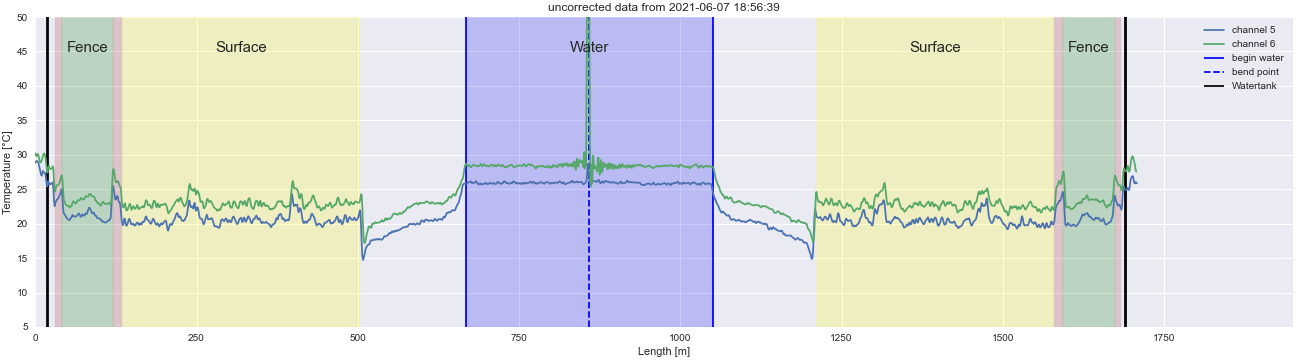 uncorrected data from 2021-06-07 18:56:39
50
45
40
35
30
25
20
15
10
5
Temperature [°C]
Fence
Surface
Water
Surface
Fence
channel 5
channel 6
begin water
bend point
Watertank
0
250
500
750
1000
1250
1500
1750
Length [m]